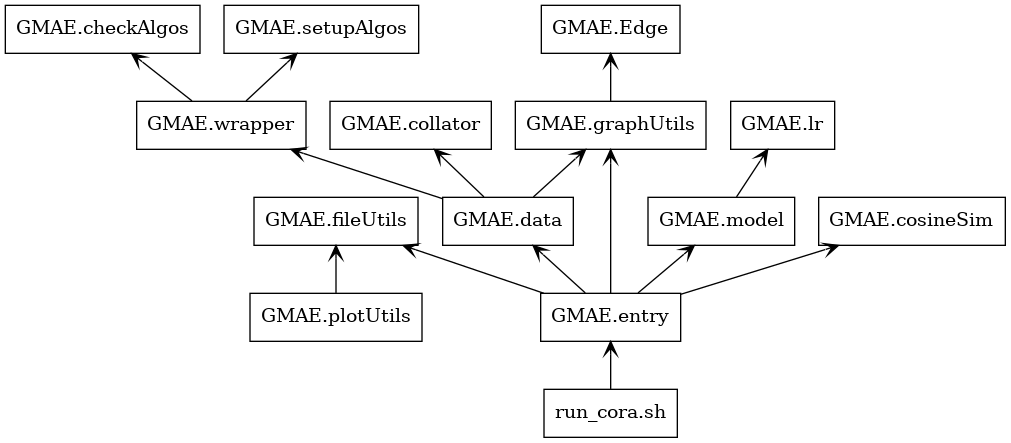 GMAE.checkAlgos
GMAE.setupAlgos
GMAE.Edge
GMAE.wrapper
GMAE.collator
GMAE.graphUtils
GMAE.lr
GMAE.fileUtils
GMAE.data
GMAE.model
GMAE.cosineSim
GMAE.plotUtils
GMAE.entry
run_cora.sh